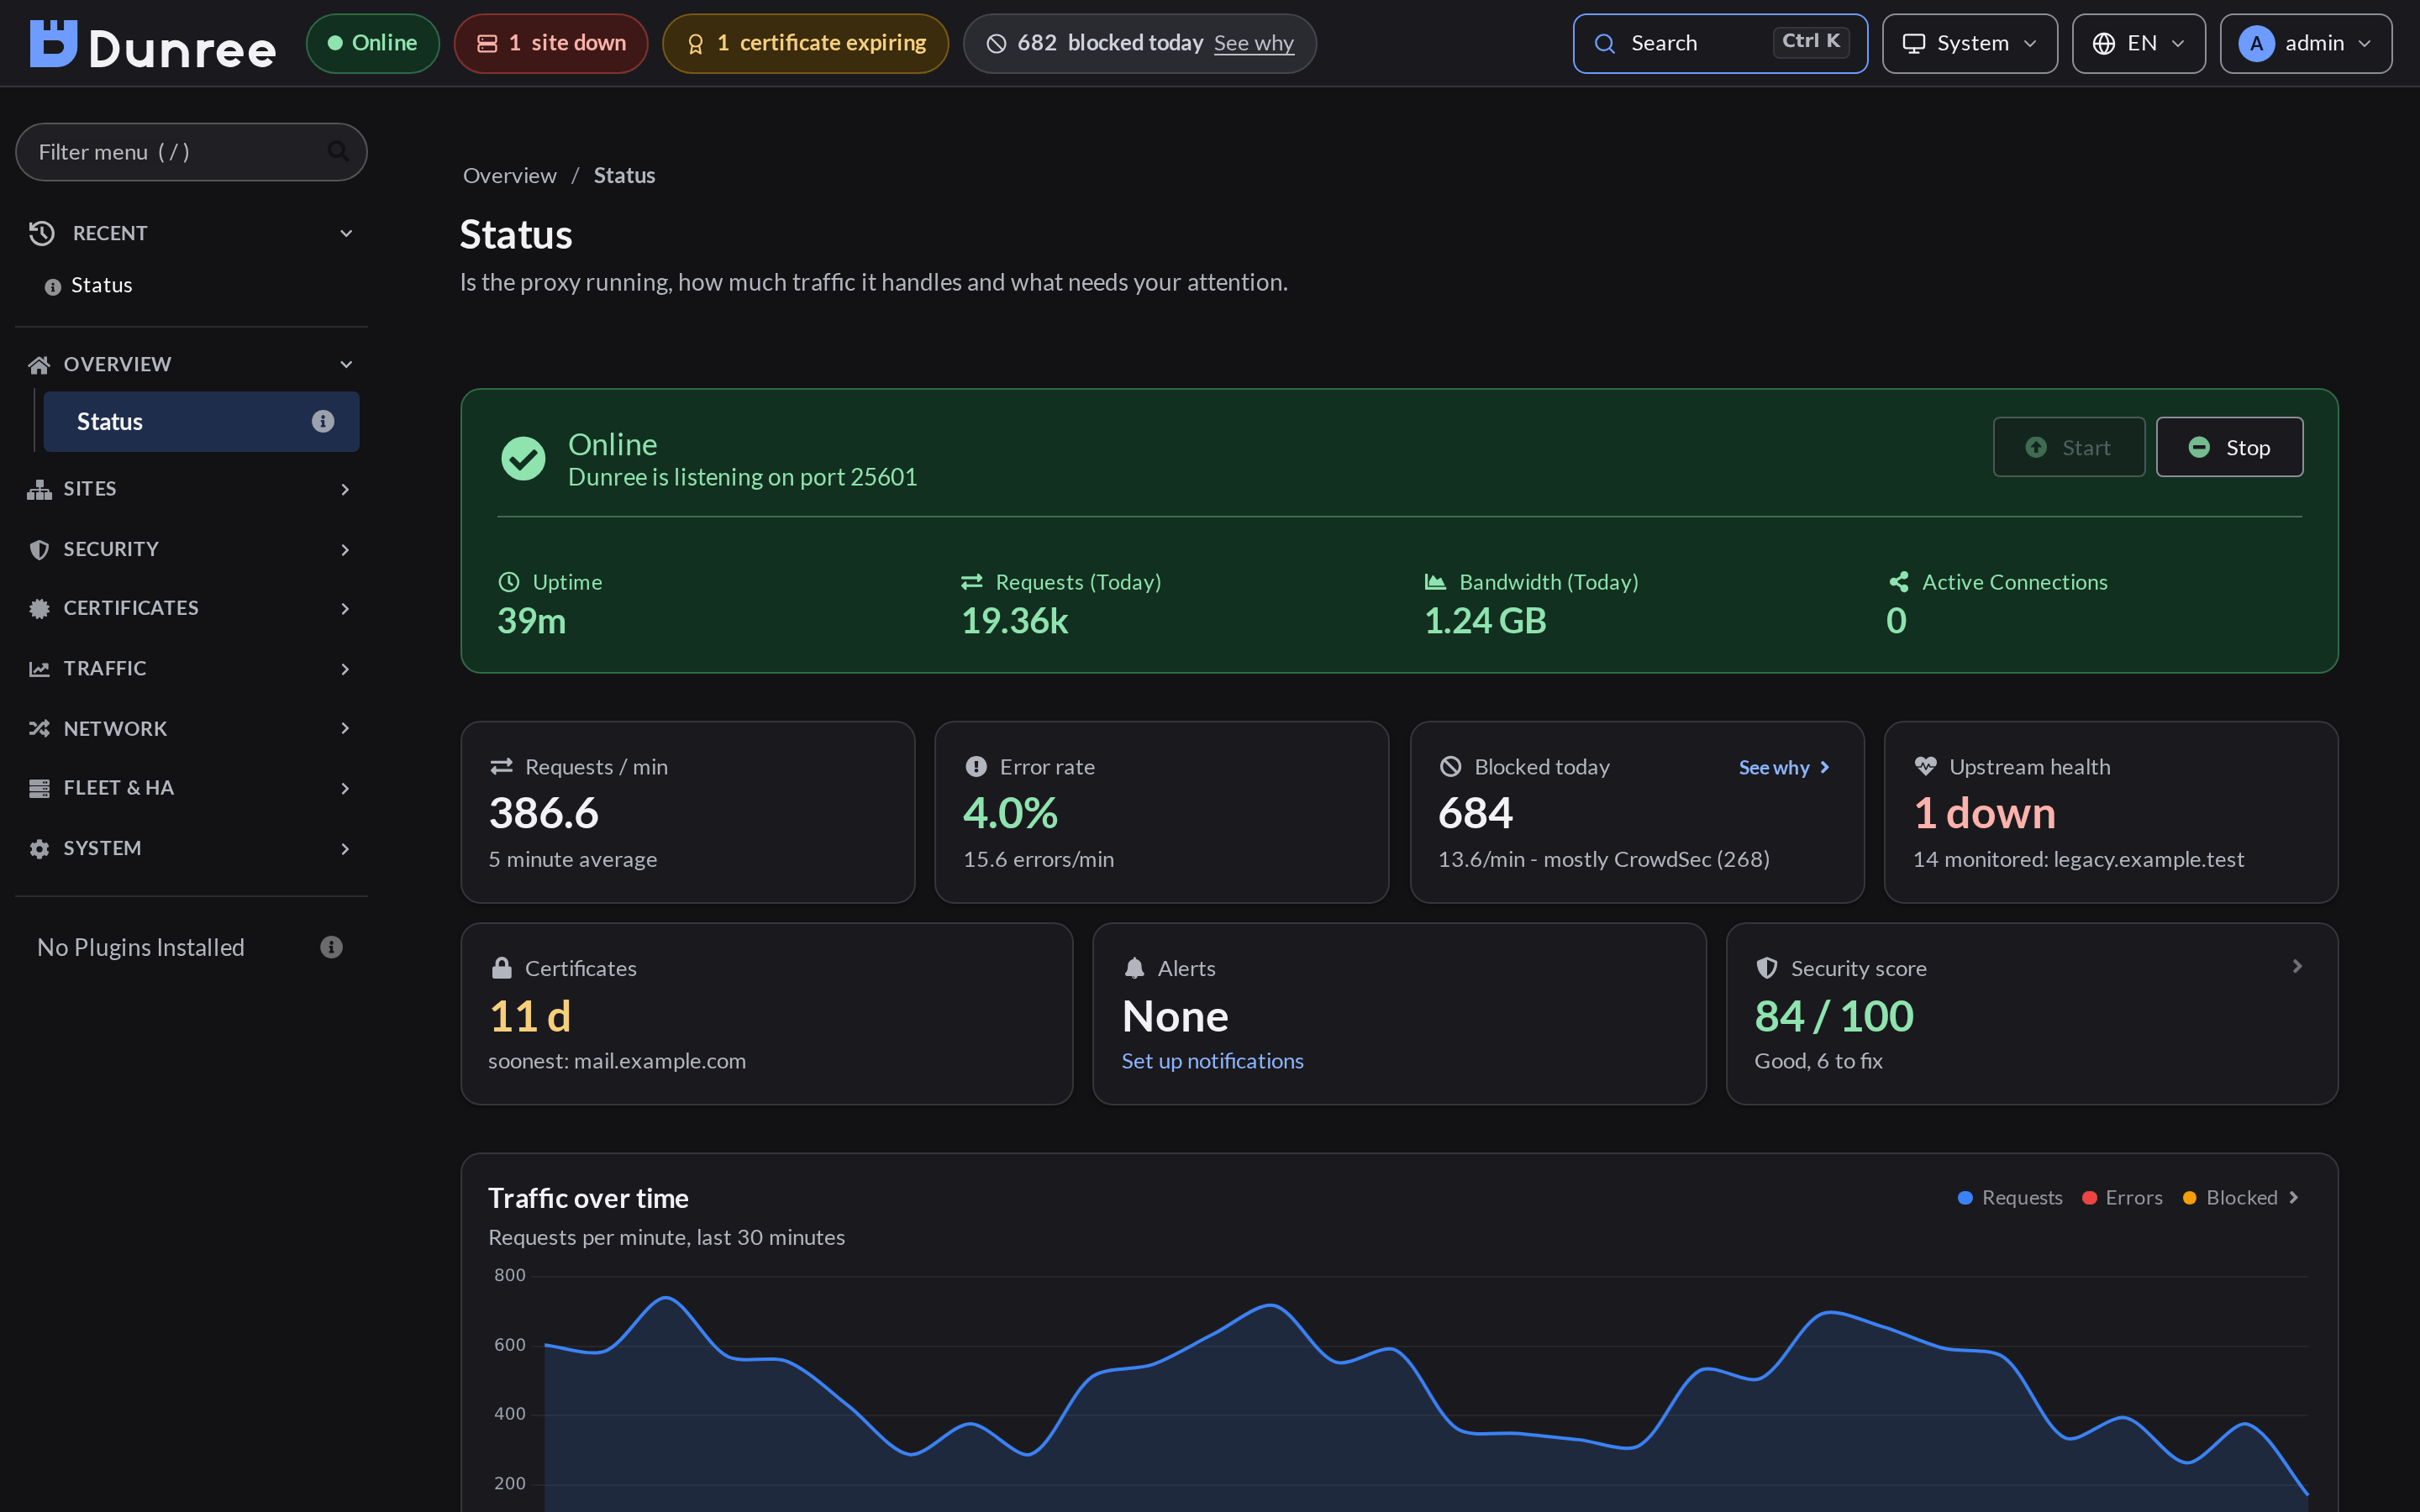 Dunree
Online
1 site down
1 certificate expiring
682 blocked today See why
Search Ctrl K
System
EN
A admin
Filter menu ( / )
RECENT
Status
OVERVIEW
Status
SITES
SECURITY
CERTIFICATES
TRAFFIC
NETWORK
FLEET & HA
SYSTEM
No Plugins Installed
Overview / Status
Status
Is the proxy running, how much traffic it handles and what needs your attention.
Online
Dunree is listening on port 25601
Start
Stop
Uptime
39m
Requests (Today)
19.36k
Bandwidth (Today)
1.24 GB
Active Connections
0
Requests / min
386.6
5 minute average
Error rate
4.0%
15.6 errors/min
Blocked today See why
684
13.6/min - mostly CrowdSec (268)
Upstream health
1 down
14 monitored: legacy.example.test
Certificates
11 d
soonest: mail.example.com
Alerts
None
Set up notifications
Security score
84 / 100
Good, 6 to fix
Traffic over time
Requests per minute, last 30 minutes
Requests Errors Blocked
800
600
400
200